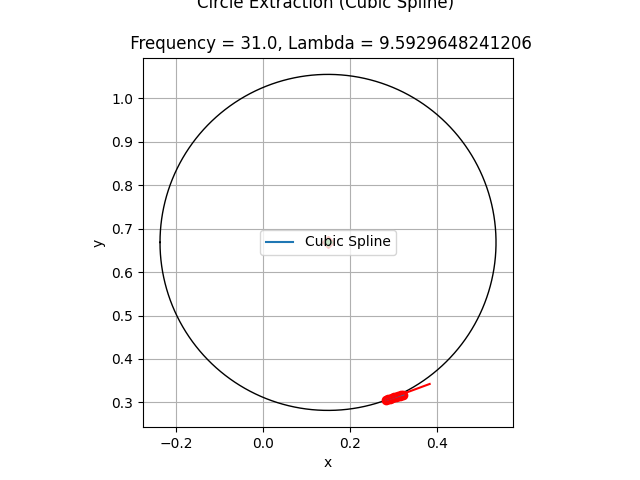 Circle Extraction (Cubic Spline)
Frequency = 31.0, Lambda = 9.5929648241206
1.0
0.9
0.8
0.7
0.6
0.5
0.4
0.3
y
Cubic Spline
−0.2 0.0 0.2 0.4
x